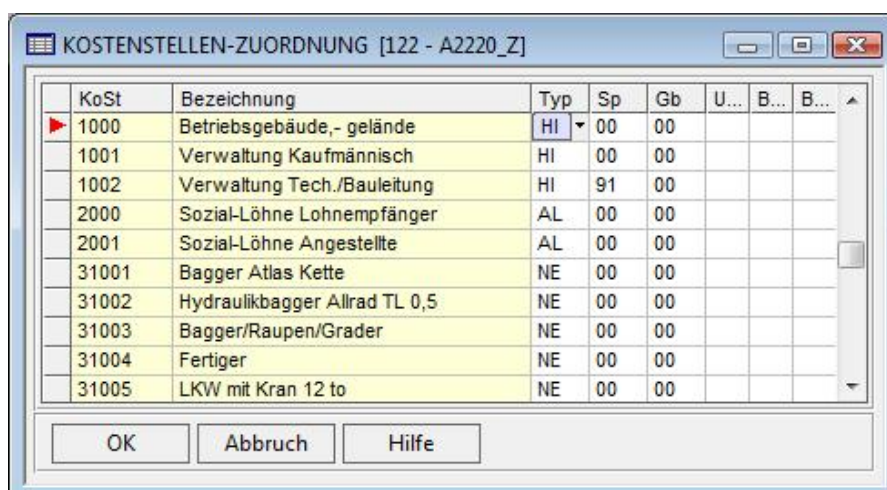 KOSTENSTELLEN-ZUORDNUNG [122 - A2220_Z]
KoSt Bezeichnung Typ Sp Gb U... B... B...
1000 Betriebsgebäude,- gelände HI 00 00
1001 Verwaltung Kaufmännisch HI 00 00
1002 Verwaltung Tech./Bauleitung HI 91 00
2000 Sozial-Löhne Lohnempfänger AL 00 00
2001 Sozial-Löhne Angestellte AL 00 00
31001 Bagger Atlas Kette NE 00 00
31002 Hydraulikbagger Allrad TL 0,5 NE 00 00
31003 Bagger/Raupen/Grader NE 00 00
31004 Fertiger NE 00 00
31005 LKW mit Kran 12 to NE 00 00
OK Abbruch Hilfe